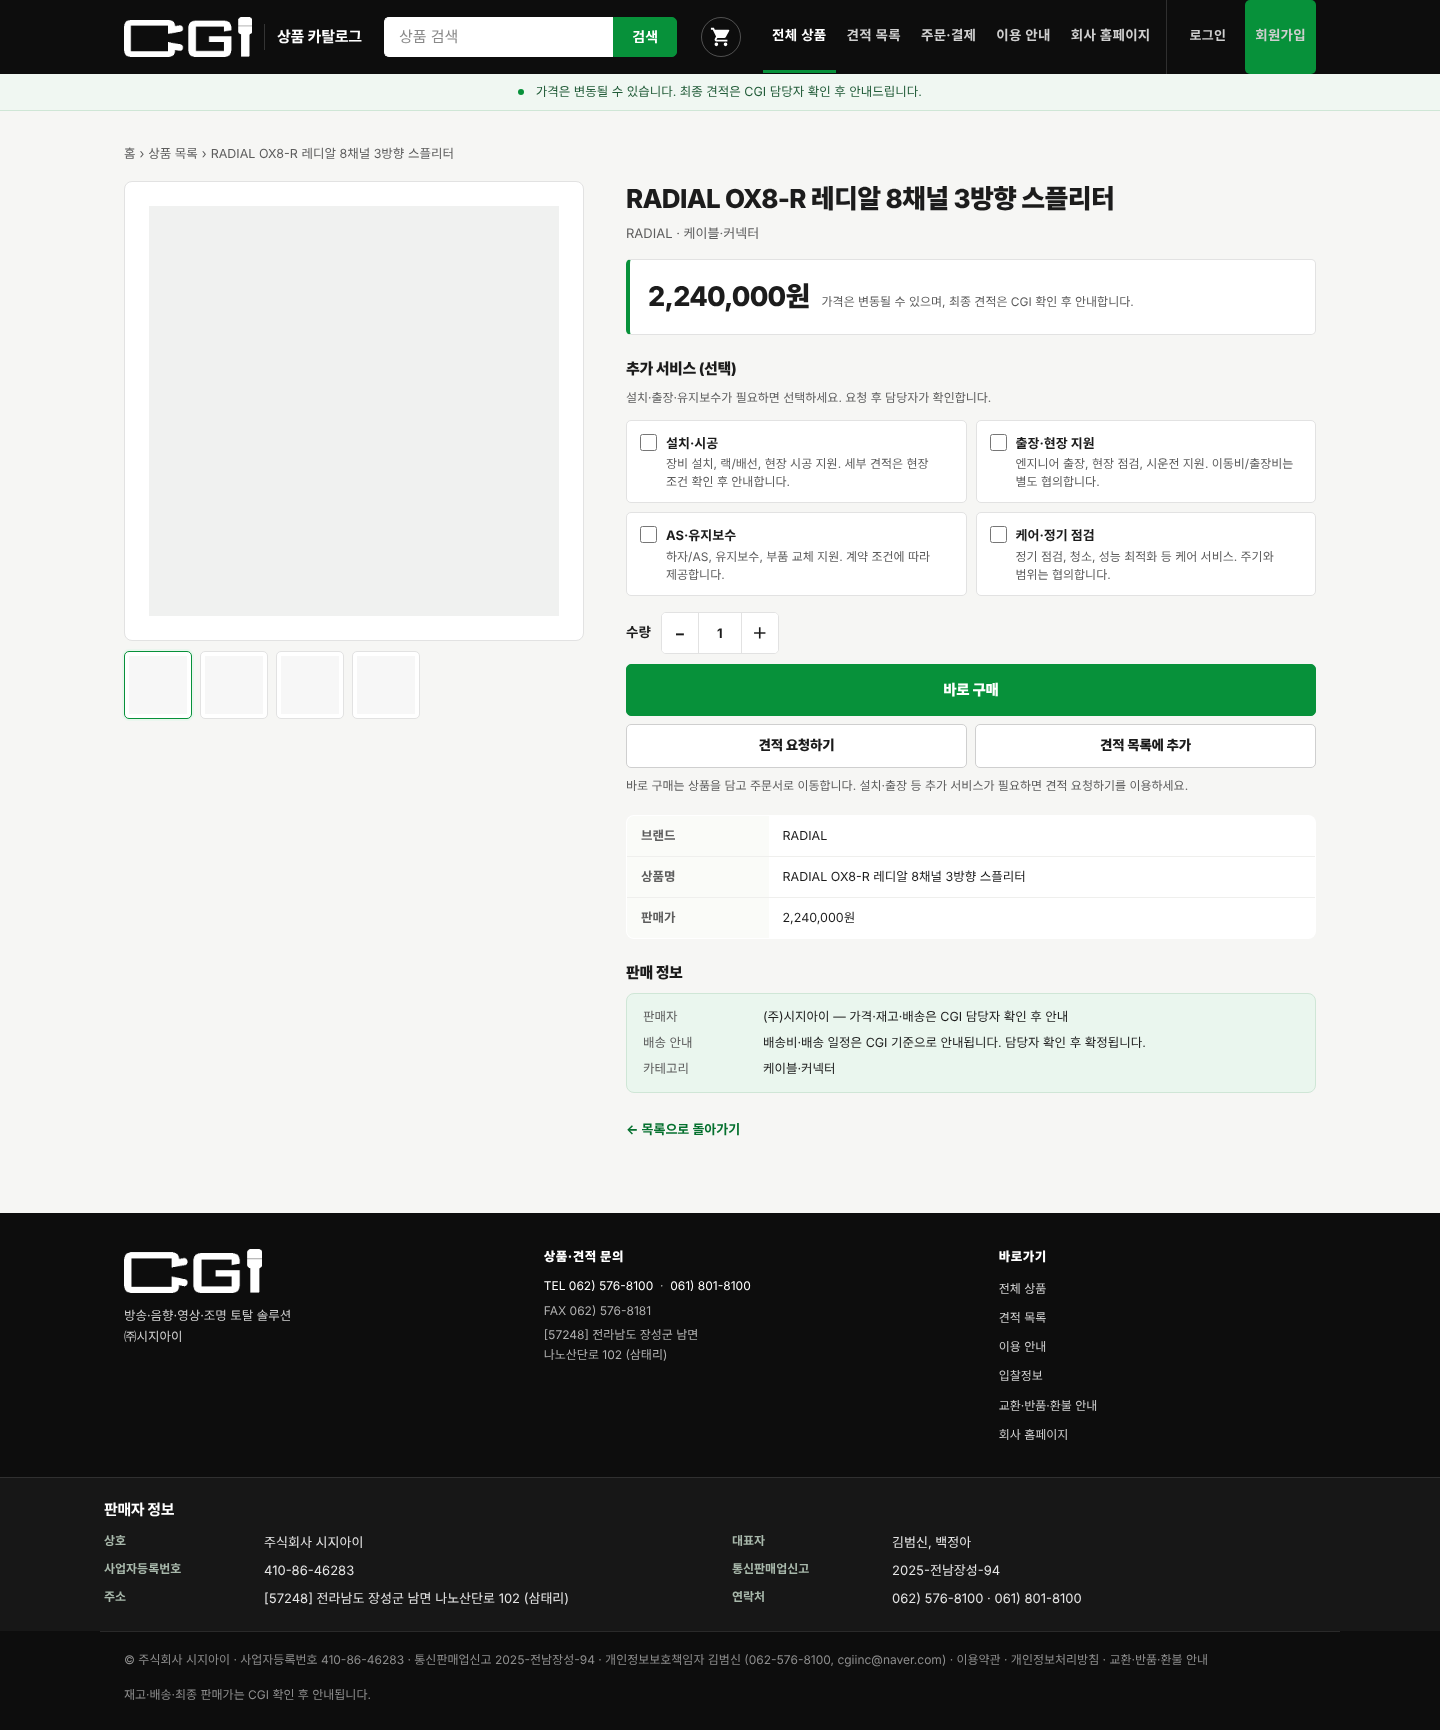 CGI 상품 카탈로그 상품 검색 검색 전체 상품 견적 목록 주문·결제 이용 안내 회사 홈페이지 로그인 회원가입
가격은 변동될 수 있습니다. 최종 견적은 CGI 담당자 확인 후 안내드립니다.
홈 › 상품 목록 › RADIAL OX8-R 레디알 8채널 3방향 스플리터
RADIAL OX8-R 레디알 8채널 3방향 스플리터
RADIAL · 케이블·커넥터
2,240,000원 가격은 변동될 수 있으며, 최종 견적은 CGI 확인 후 안내합니다.
추가 서비스 (선택)
설치·출장·유지보수가 필요하면 선택하세요. 요청 후 담당자가 확인합니다.
설치·시공
장비 설치, 랙/배선, 현장 시공 지원. 세부 견적은 현장
조건 확인 후 안내합니다.
출장·현장 지원
엔지니어 출장, 현장 점검, 시운전 지원. 이동비/출장비는
별도 협의합니다.
AS·유지보수
하자/AS, 유지보수, 부품 교체 지원. 계약 조건에 따라
제공합니다.
케어·정기 점검
정기 점검, 청소, 성능 최적화 등 케어 서비스. 주기와
범위는 협의합니다.
수량 − 1 +
바로 구매
견적 요청하기 견적 목록에 추가
바로 구매는 상품을 담고 주문서로 이동합니다. 설치·출장 등 추가 서비스가 필요하면 견적 요청하기를 이용하세요.
브랜드 RADIAL
상품명 RADIAL OX8-R 레디알 8채널 3방향 스플리터
판매가 2,240,000원
판매 정보
판매자 (주)시지아이 — 가격·재고·배송은 CGI 담당자 확인 후 안내
배송 안내 배송비·배송 일정은 CGI 기준으로 안내됩니다. 담당자 확인 후 확정됩니다.
카테고리 케이블·커넥터
← 목록으로 돌아가기
CGI
방송·음향·영상·조명 토탈 솔루션
㈜시지아이
상품·견적 문의
TEL 062) 576-8100 · 061) 801-8100
FAX 062) 576-8181
[57248] 전라남도 장성군 남면
나노산단로 102 (삼태리)
바로가기
전체 상품
견적 목록
이용 안내
입찰정보
교환·반품·환불 안내
회사 홈페이지
판매자 정보
상호 주식회사 시지아이 대표자 김범신, 백정아
사업자등록번호 410-86-46283 통신판매업신고 2025-전남장성-94
주소 [57248] 전라남도 장성군 남면 나노산단로 102 (삼태리) 연락처 062) 576-8100 · 061) 801-8100
© 주식회사 시지아이 · 사업자등록번호 410-86-46283 · 통신판매업신고 2025-전남장성-94 · 개인정보보호책임자 김범신 (062-576-8100, cgiinc@naver.com) · 이용약관 · 개인정보처리방침 · 교환·반품·환불 안내
재고·배송·최종 판매가는 CGI 확인 후 안내됩니다.